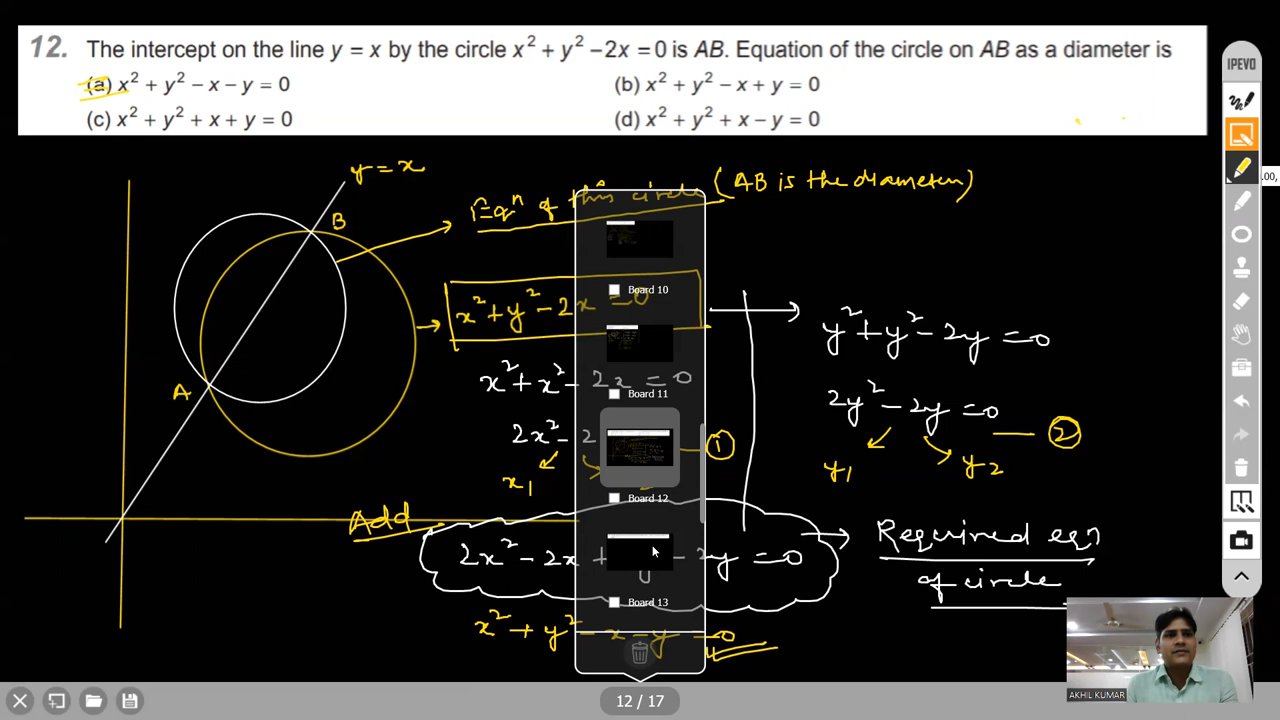 12. The intercept on the line y = x by the circle x² + y² − 2x = 0 is AB. Equation of the circle on AB as a diameter is
(a) x² + y² − x − y = 0
(b) x² + y² − x + y = 0
(c) x² + y² + x + y = 0
(d) x² + y² + x − y = 0
IPEVO
.00,
y = x
B
A
Eqⁿ of this circle (AB is the diameter)
Board 10
x² + y² − 2x = 0
y² + y² − 2y = 0
x² + x² − 2x = 0
Board 11
2y² − 2y = 0 — ②
2x² − 2 — ①
x₁
y₁ y₂
Board 12
Add
2x² − 2x + y − 2y = 0
Required eqn
of circle
Board 13
x² + y² − x − y = 0
12 / 17
AKHIL KUMAR